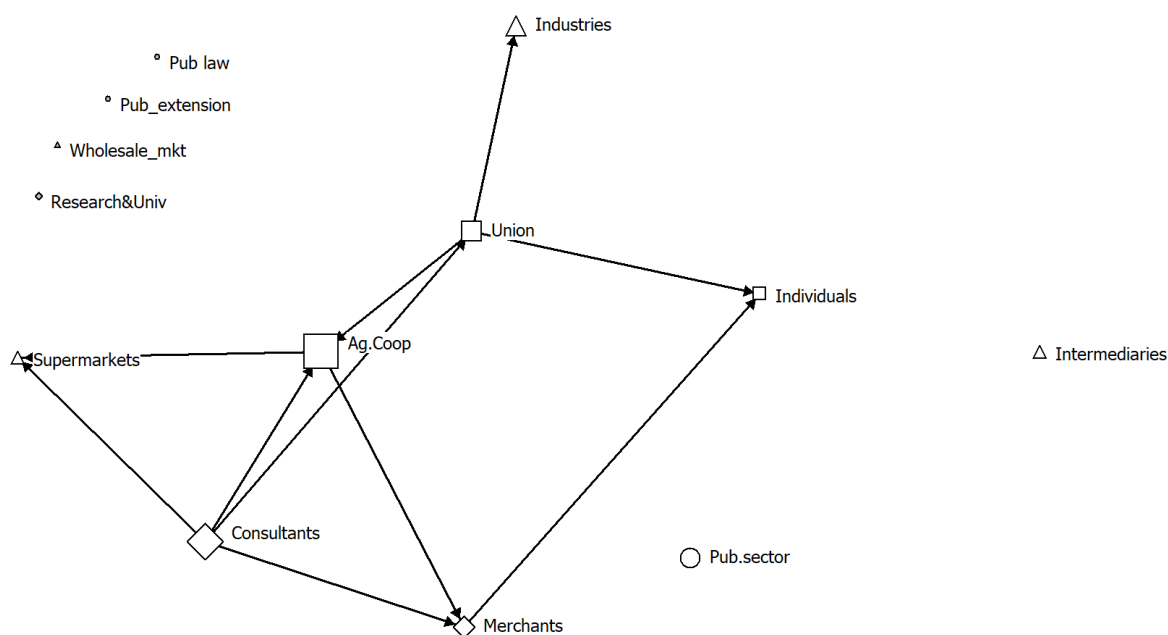 Industries
Pub law
Pub_extension
Wholesale_mkt
Research&Univ
Union
Individuals
Ag.Coop
Supermarkets
Intermediaries
Consultants
Pub.sector
Merchants